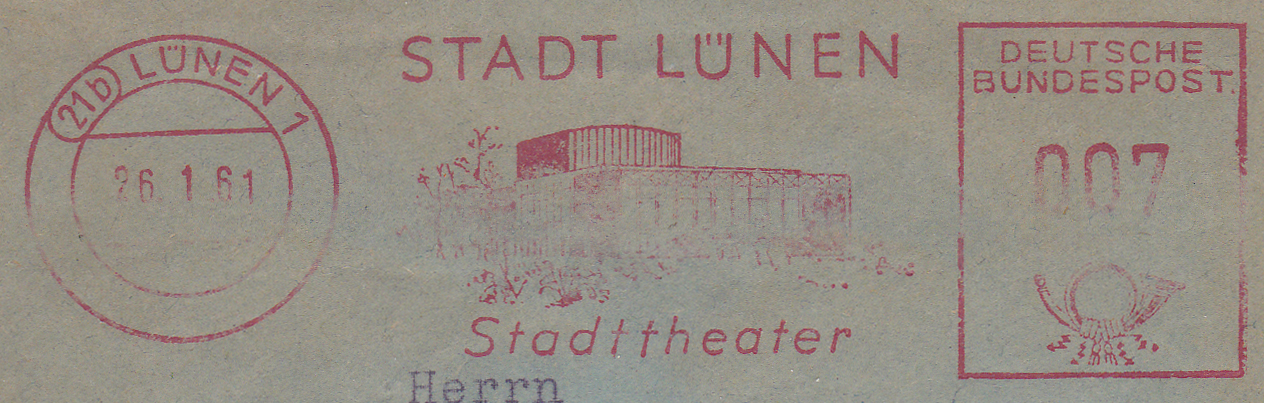 21b LÜNEN 1
26. 1. 61
STADT LÜNEN
Stadttheater
DEUTSCHE
BUNDESPOST.
007
Herrn